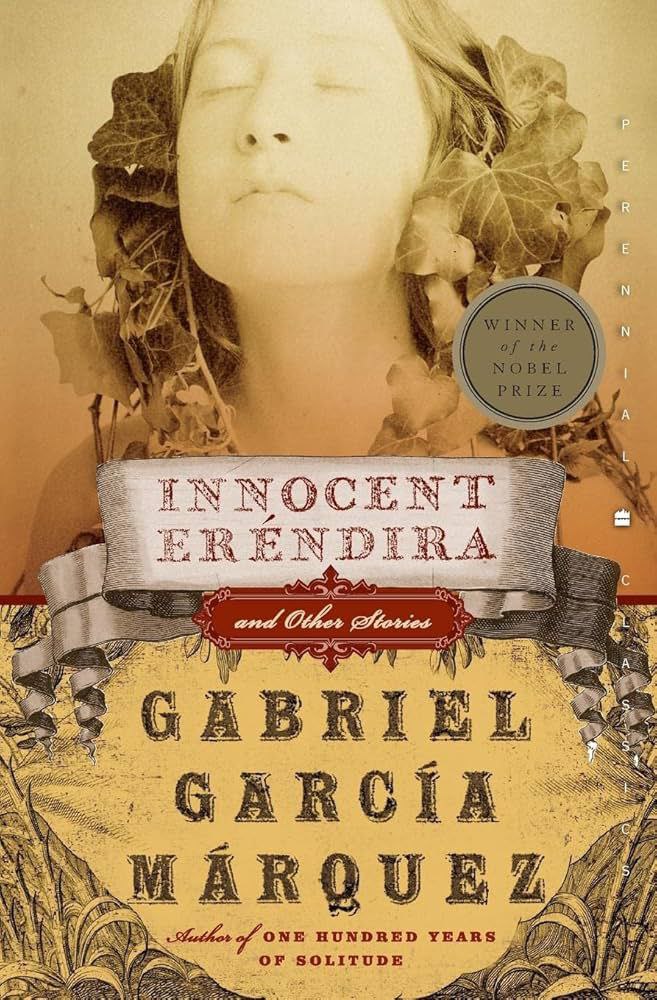 WINNER
of the
NOBEL
PRIZE
INNOCENT
ERÉNDIRA
and Other Stories
GABRIEL
GARCÍA
MÁRQUEZ
Author of ONE HUNDRED YEARS
OF SOLITUDE
PERENNIAL CLASSICS